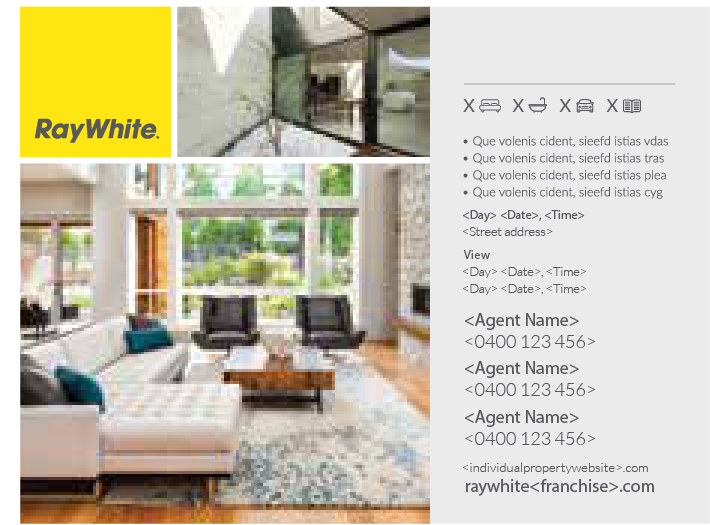 RayWhite.
X X X X
• Que volenis cident, sieefd istias vdas
• Que volenis cident, sieefd istias tras
• Que volenis cident, sieefd istias plea
• Que volenis cident, sieefd istias cyg
<Day> <Date>, <Time>
<Street address>
View
<Day> <Date>, <Time>
<Day> <Date>, <Time>
<Agent Name>
<0400 123 456>
<Agent Name>
<0400 123 456>
<Agent Name>
<0400 123 456>
<individualpropertywebsite>.com
raywhite<franchise>.com